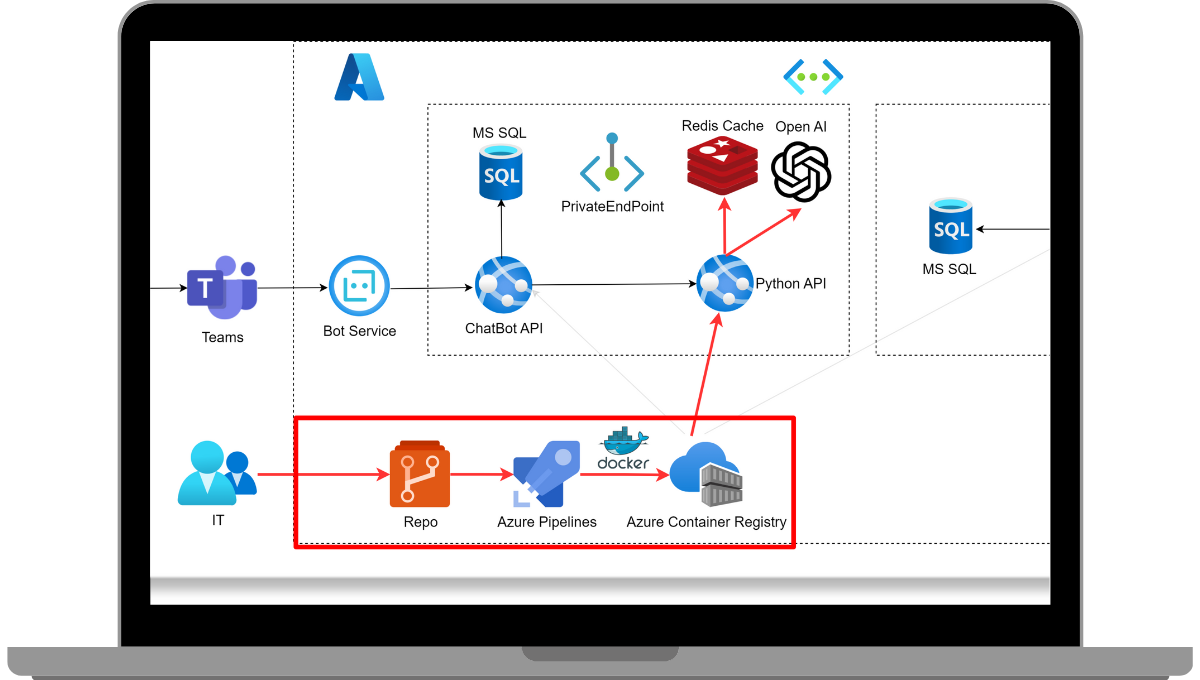 MS SQL
SQL
PrivateEndPoint
Redis Cache
Open AI
SQL
MS SQL
T
Teams
Bot Service
ChatBot API
Python API
docker
IT
Repo
Azure Pipelines
Azure Container Registry